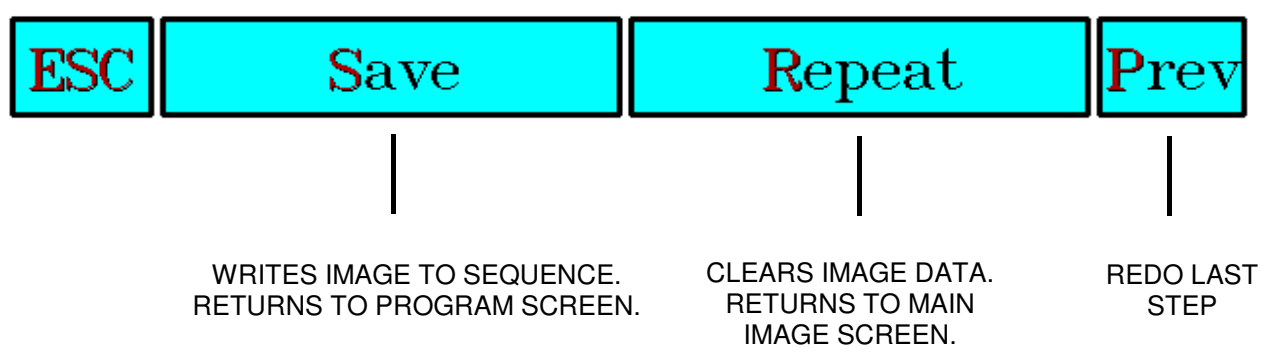 ESC Save Repeat Prev
WRITES IMAGE TO SEQUENCE.
RETURNS TO PROGRAM SCREEN.
CLEARS IMAGE DATA.
RETURNS TO MAIN
IMAGE SCREEN.
REDO LAST
STEP